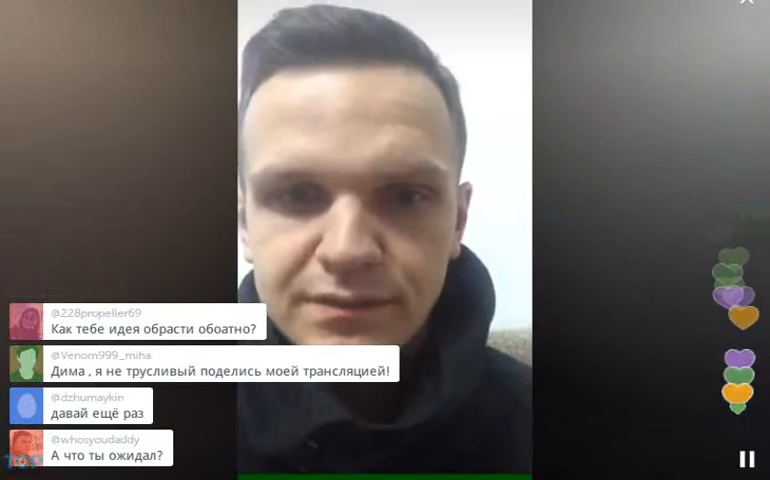 @228propeller69
Как тебе идея обрасти обоатно?
@Venom999_miha
Дима , я не трусливый поделись моей трансляцией!
@dzhumaykin
давай ещё раз
@whosyoudaddy
А что ты ожидал?
TOP